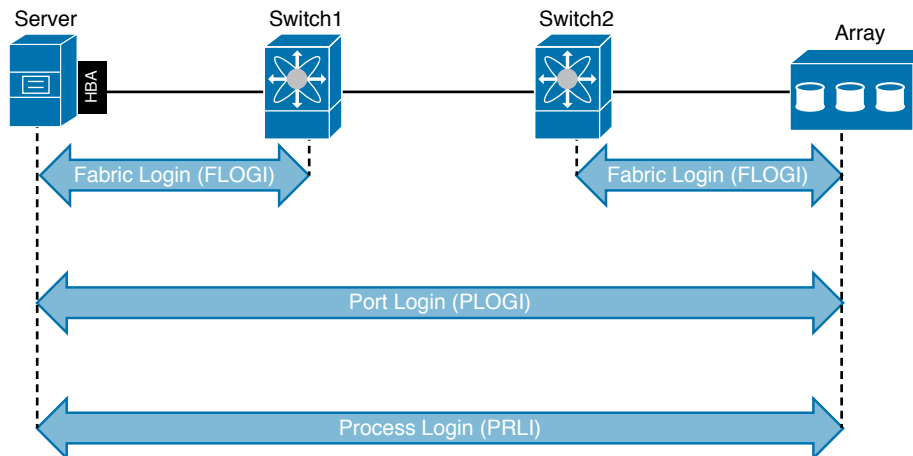 Server
Switch1
Switch2
Array
HBA
Fabric Login (FLOGI)
Fabric Login (FLOGI)
Port Login (PLOGI)
Process Login (PRLI)